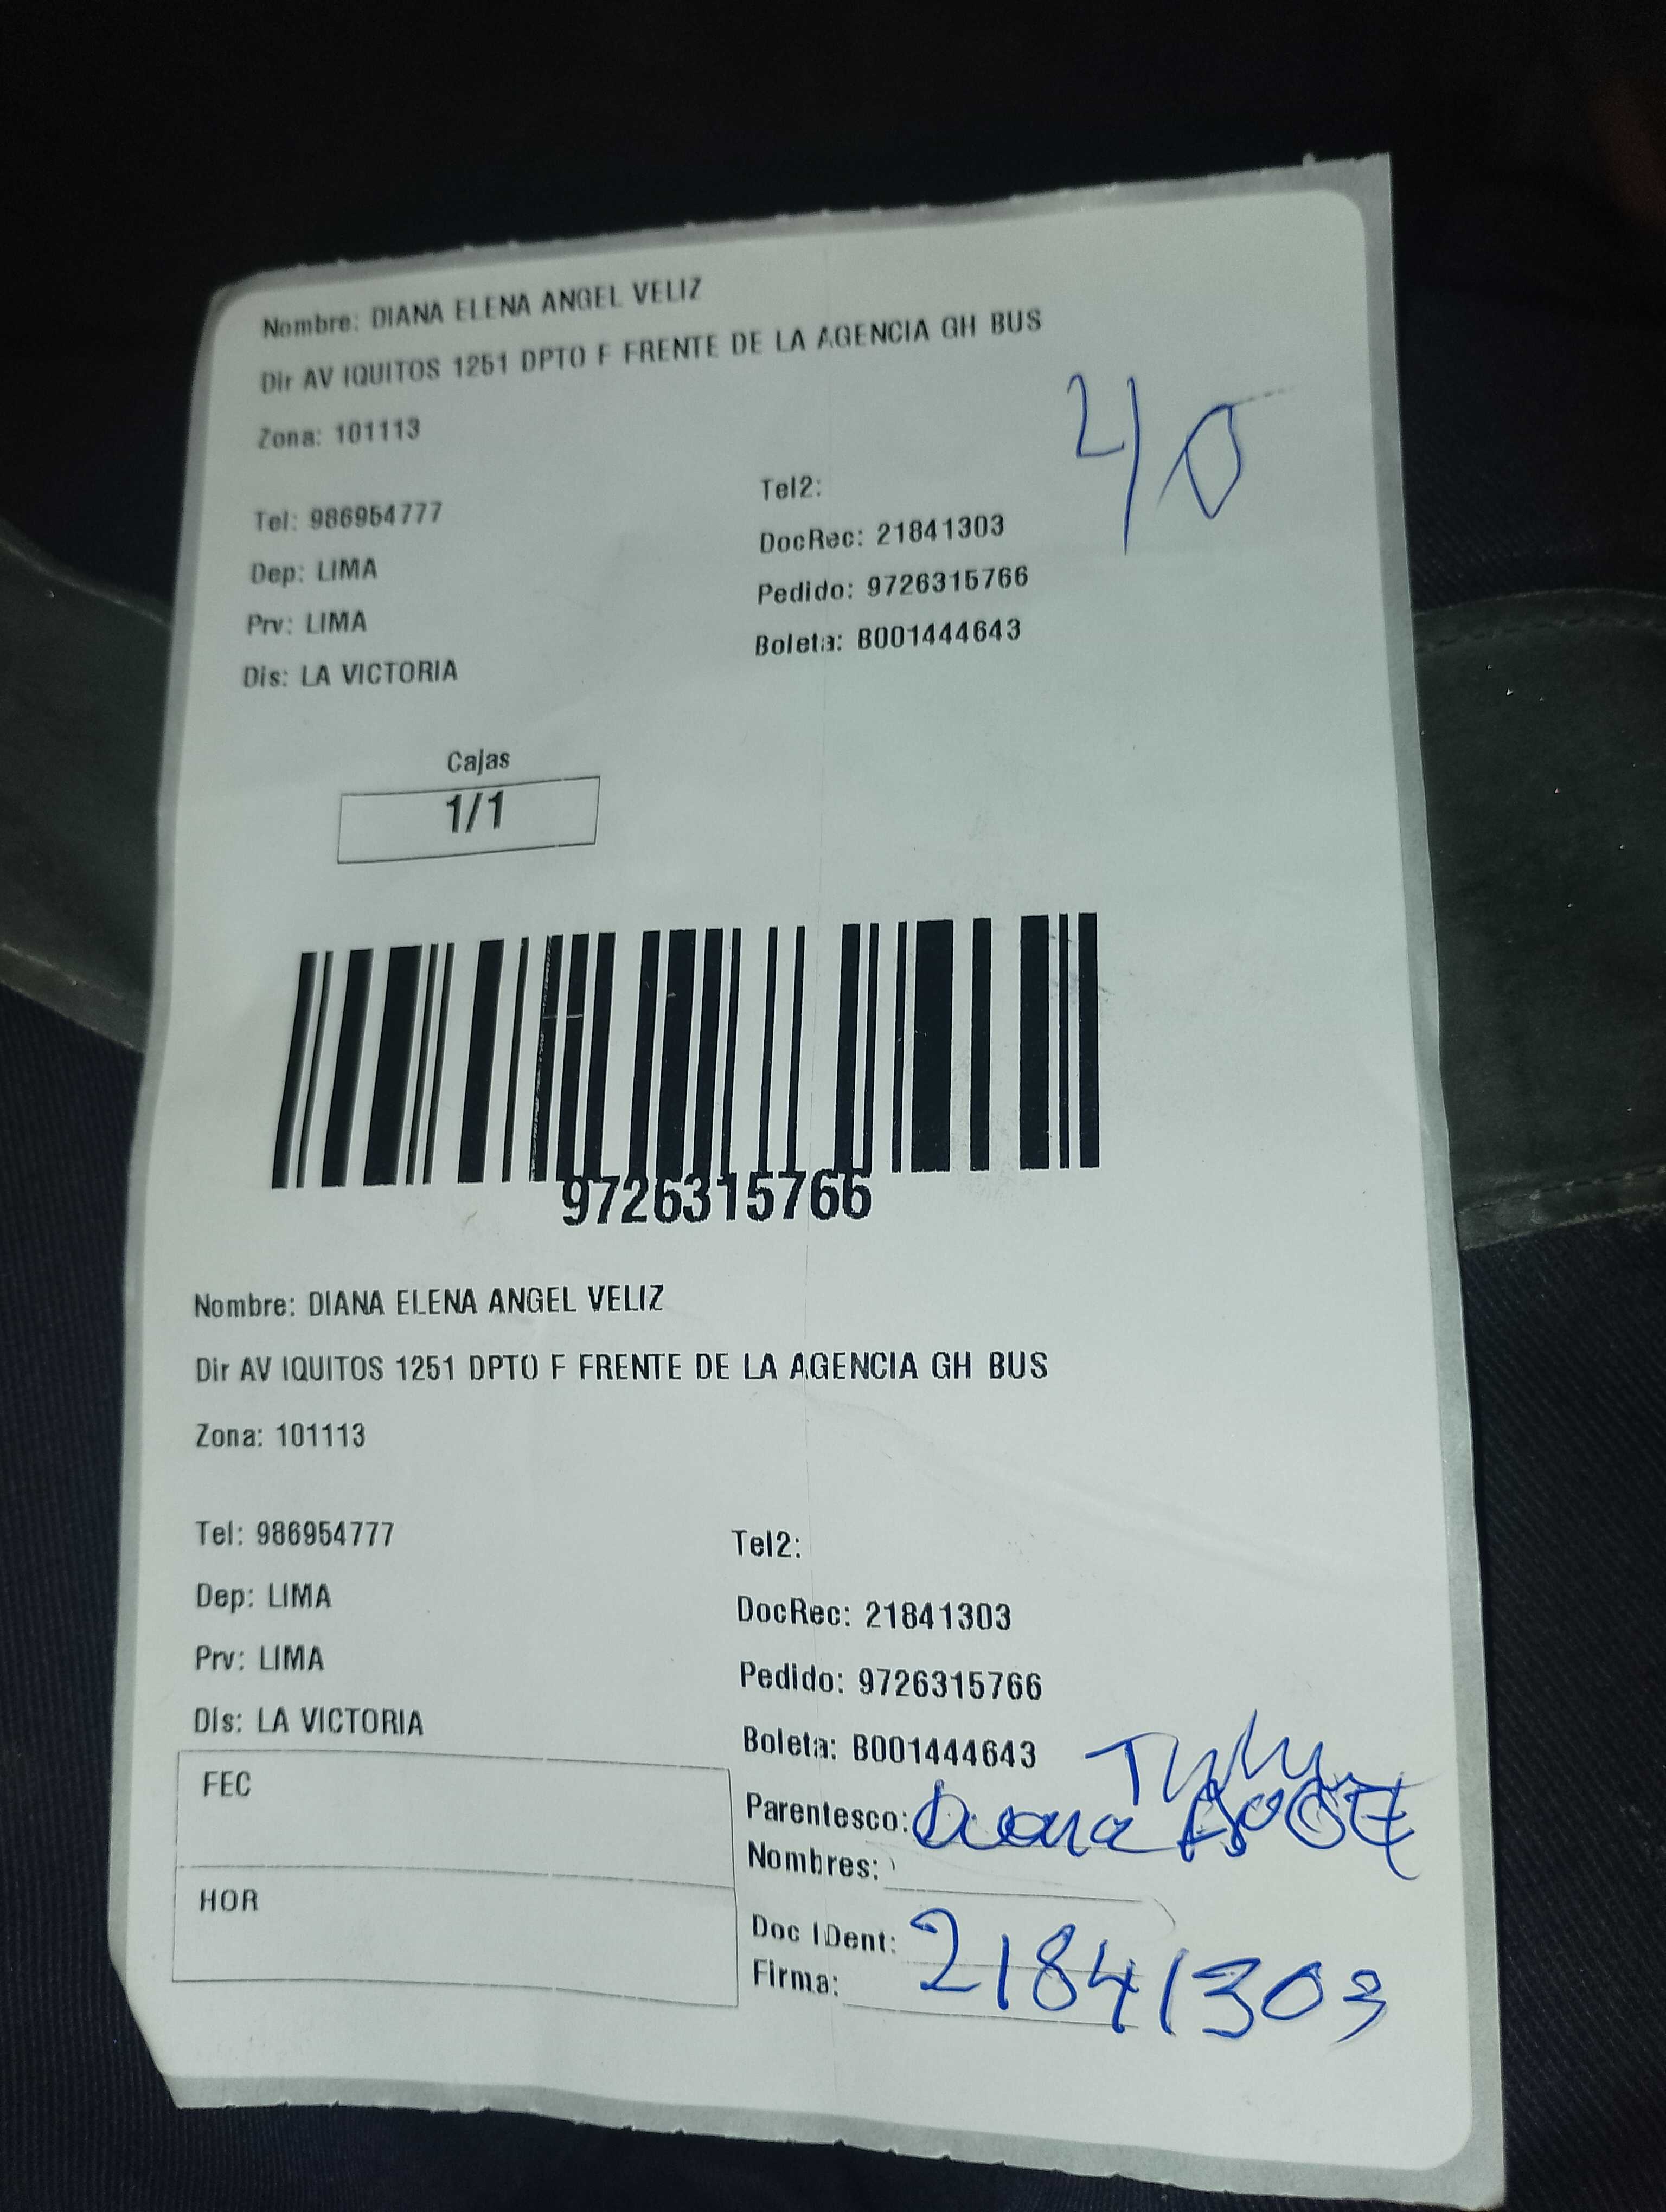 Nombre: DIANA ELENA ANGEL VELIZ
Dir AV IQUITOS 1251 DPTO F FRENTE DE LA AGENCIA GH BUS
40
Zona: 101113
Tel: 986954777
Tel2:
Dep: LIMA
DocRec: 21841303
Prv: LIMA
Pedido: 9726315766
Dis: LA VICTORIA
Boleta: B001444643
Cajas
1/1
9726315766
Nombre: DIANA ELENA ANGEL VELIZ
Dir AV IQUITOS 1251 DPTO F FRENTE DE LA AGENCIA GH BUS
Zona: 101113
Tel: 986954777
Tel2:
Dep: LIMA
DocRec: 21841303
Prv: LIMA
Pedido: 9726315766
Dis: LA VICTORIA
Boleta: B001444643
FEC
Parentesco: Diana
Nombres:
HOR
Doc IDent: 21841303
Firma: